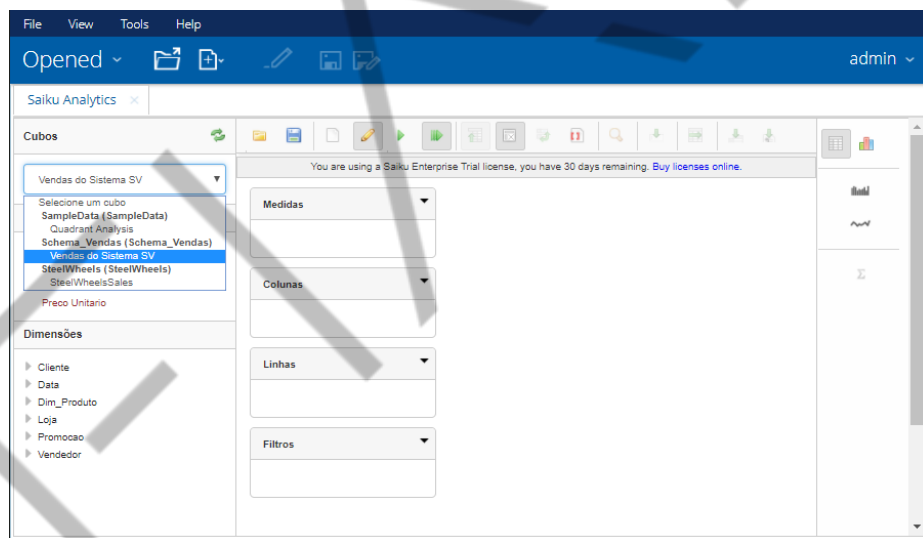 File View Tools Help
Opened admin
Saiku Analytics ×
Cubos
You are using a Saiku Enterprise Trial license, you have 30 days remaining. Buy licenses online.
Vendas do Sistema SV
Selecione um cubo
SampleData (SampleData)
Quadrant Analysis
Schema_Vendas (Schema_Vendas)
Vendas do Sistema SV
SteelWheels (SteelWheels)
SteelWheelsSales
Preco Unitario
Dimensões
Cliente
Data
Dim_Produto
Loja
Promocao
Vendedor
Medidas
Colunas
Linhas
Filtros
Σ